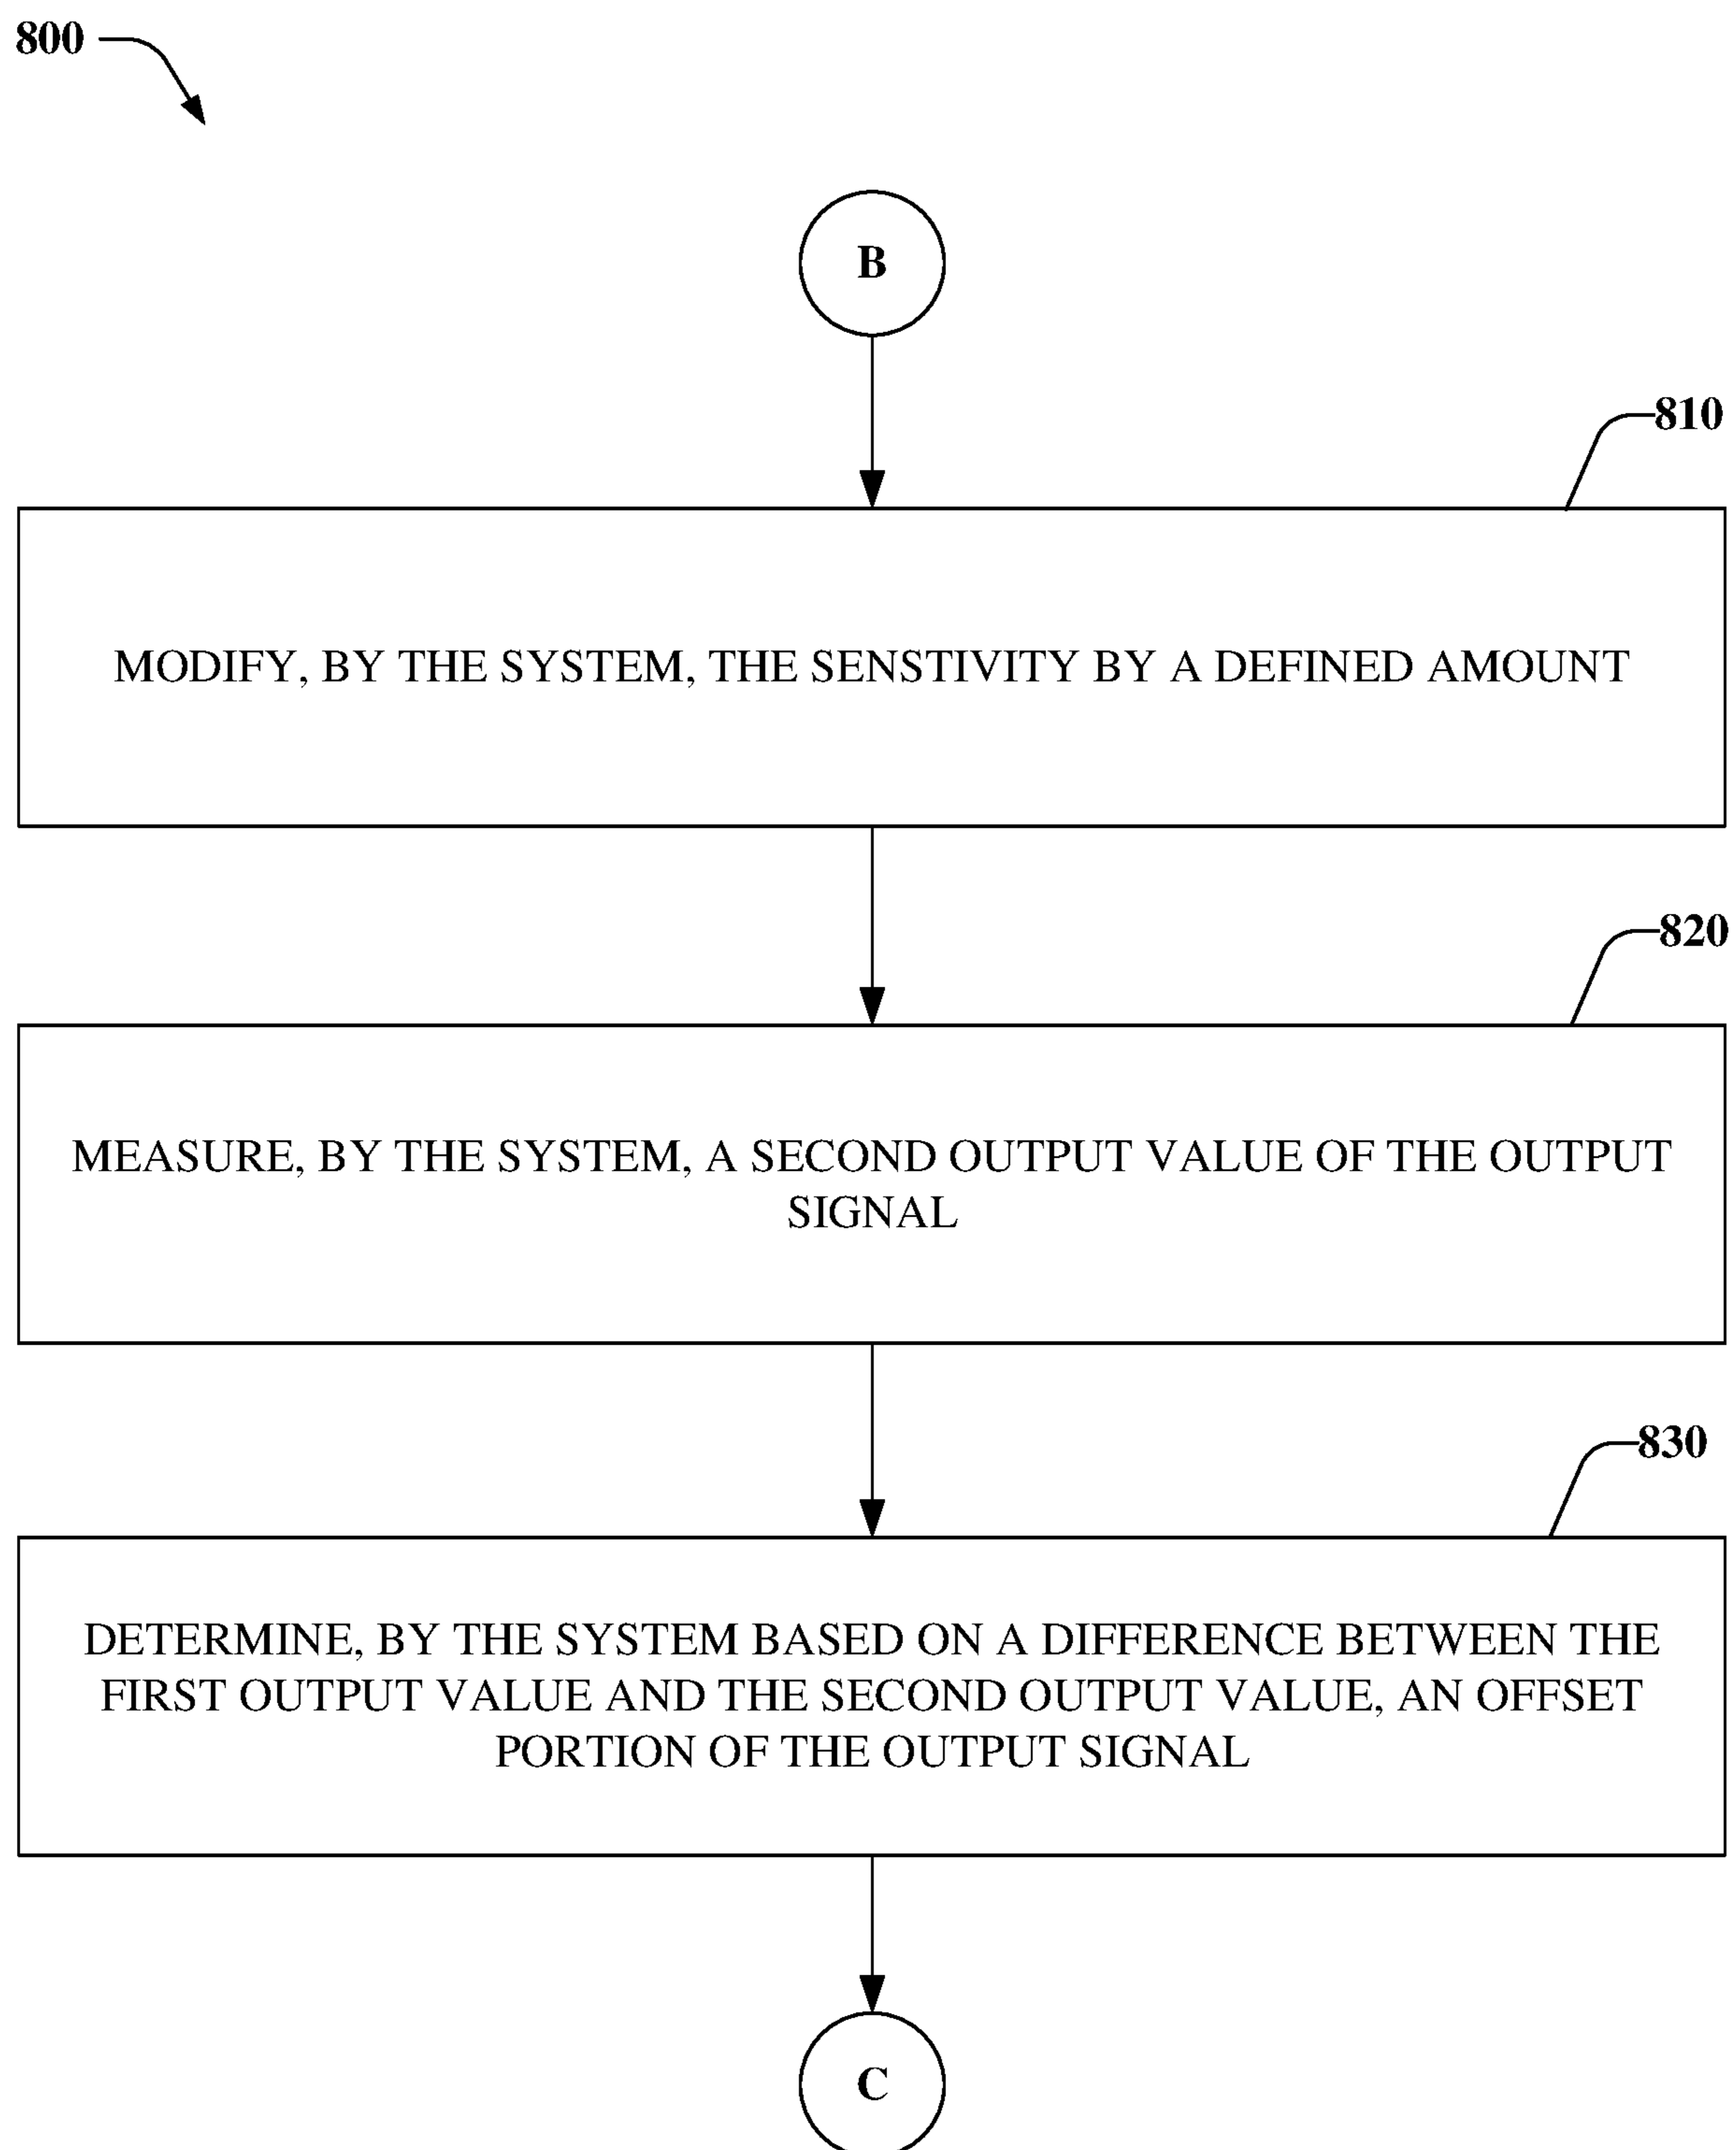 800
B
810
MODIFY, BY THE SYSTEM, THE SENSTIVITY BY A DEFINED AMOUNT
820
MEASURE, BY THE SYSTEM, A SECOND OUTPUT VALUE OF THE OUTPUT
SIGNAL
830
DETERMINE, BY THE SYSTEM BASED ON A DIFFERENCE BETWEEN THE
FIRST OUTPUT VALUE AND THE SECOND OUTPUT VALUE, AN OFFSET
PORTION OF THE OUTPUT SIGNAL
C